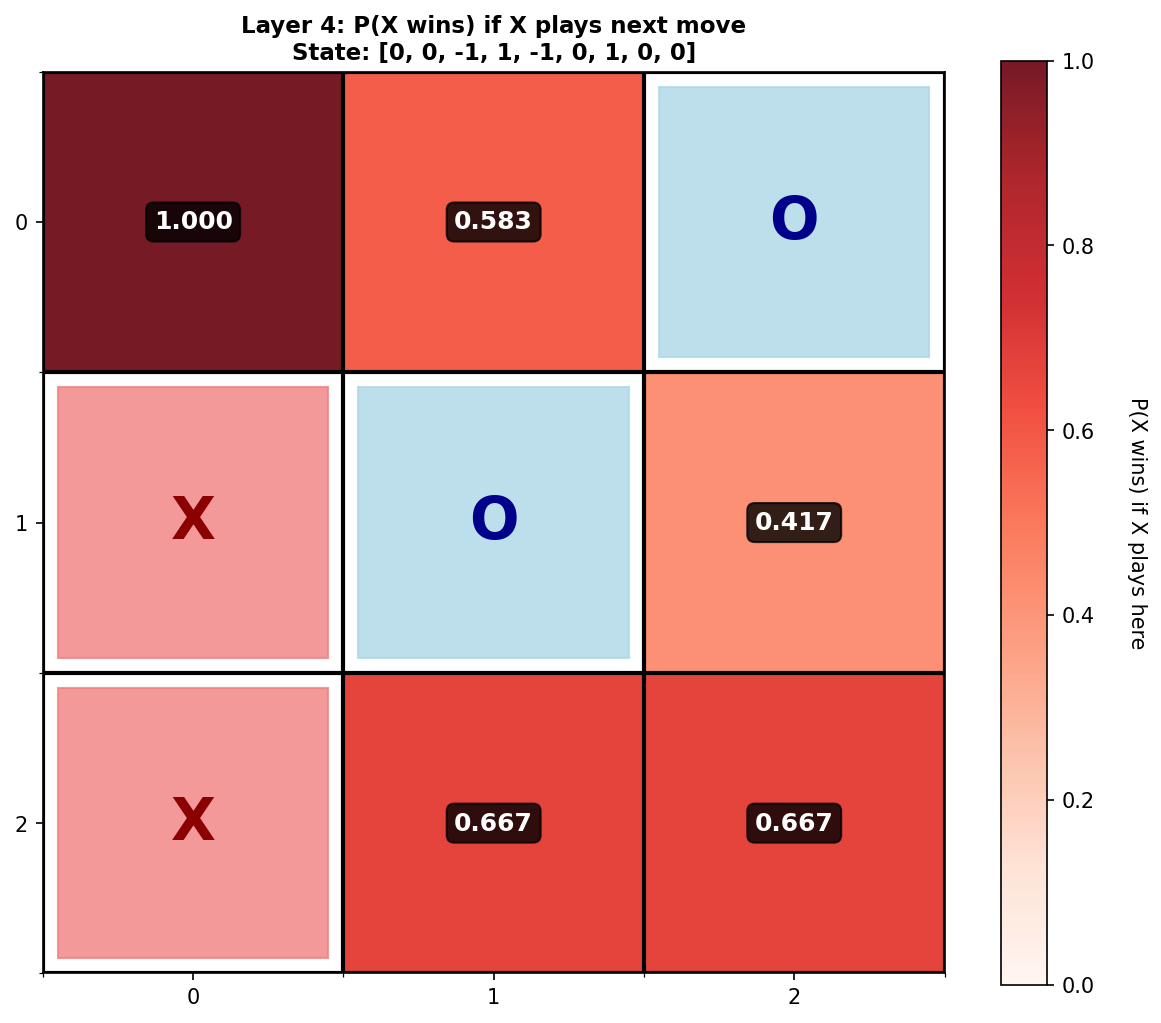 Layer 4: P(X wins) if X plays next move
State: [0, 0, -1, 1, -1, 0, 1, 0, 0]
0
1.000
0.583
O
1
X
O
0.417
2
X
0.667
0.667
0
1
2
1.0
0.8
0.6
0.4
0.2
0.0
P(X wins) if X plays here